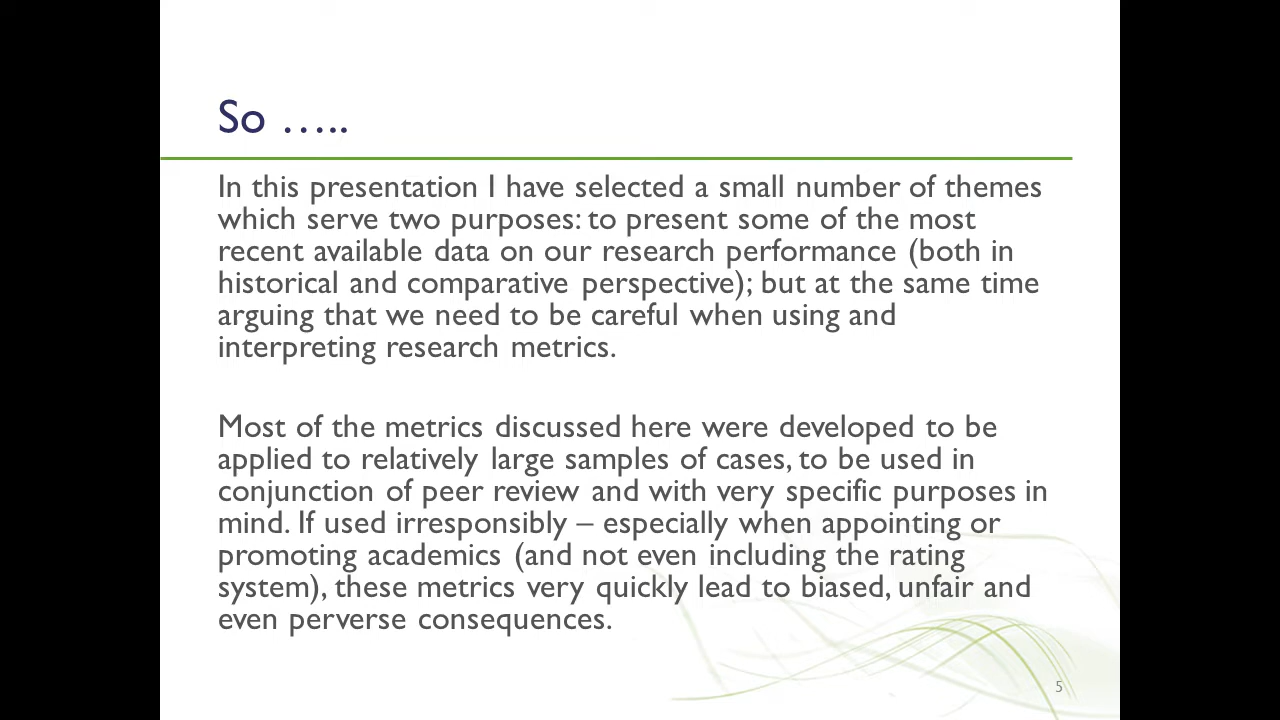 So …..
In this presentation I have selected a small number of themes
which serve two purposes: to present some of the most
recent available data on our research performance (both in
historical and comparative perspective); but at the same time
arguing that we need to be careful when using and
interpreting research metrics.
Most of the metrics discussed here were developed to be
applied to relatively large samples of cases, to be used in
conjunction of peer review and with very specific purposes in
mind. If used irresponsibly – especially when appointing or
promoting academics (and not even including the rating
system), these metrics very quickly lead to biased, unfair and
even perverse consequences.
5